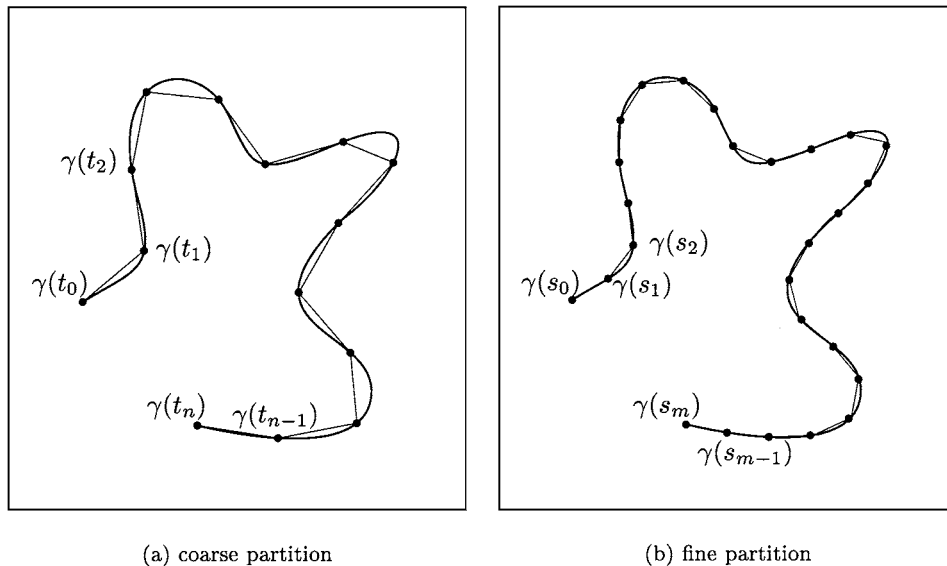 γ(t₂)
γ(t₁)
γ(t₀)
γ(tₙ)
γ(tₙ₋₁)
(a) coarse partition
γ(s₂)
γ(s₀)
γ(s₁)
γ(sₘ)
γ(sₘ₋₁)
(b) fine partition